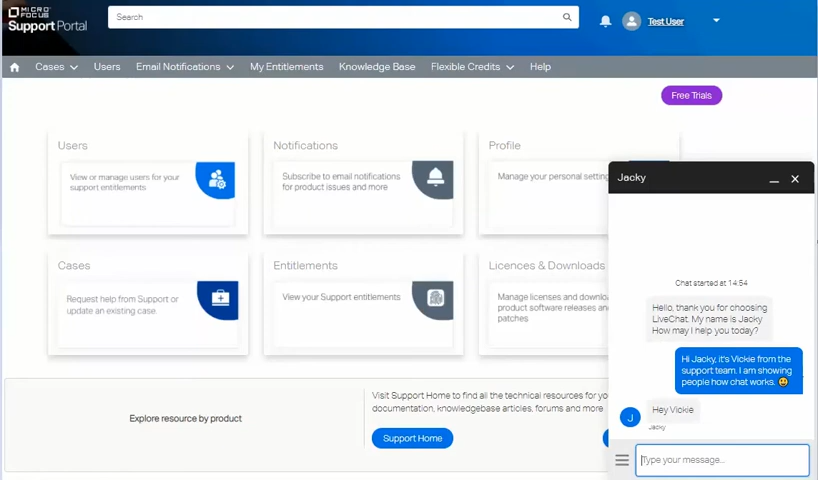 MICRO
FOCUS
Support Portal
Search
Test User
Cases
Users
Email Notifications
My Entitlements
Knowledge Base
Flexible Credits
Help
Free Trials
Users
View or manage users for your
support entitlements
Notifications
Subscribe to email notifications
for product issues and more
Profile
Manage your personal setting
Cases
Request help from Support or
update an existing case.
Entitlements
View your Support entitlements
Licences & Downloads
Manage licenses and downloa
product software releases an
patches.
Explore resource by product
Visit Support Home to find all the technical resources for yo
documentation, knowledgebase articles, forums and more
Support Home
Jacky
Chat started at 14:54
Hello, thank you for choosing
LiveChat. My name is Jacky
How may I help you today?
Hi Jacky, it's Vickie from the
support team. I am showing
people how chat works. 😃
Hey Vickie
J
Jacky
Type your message...